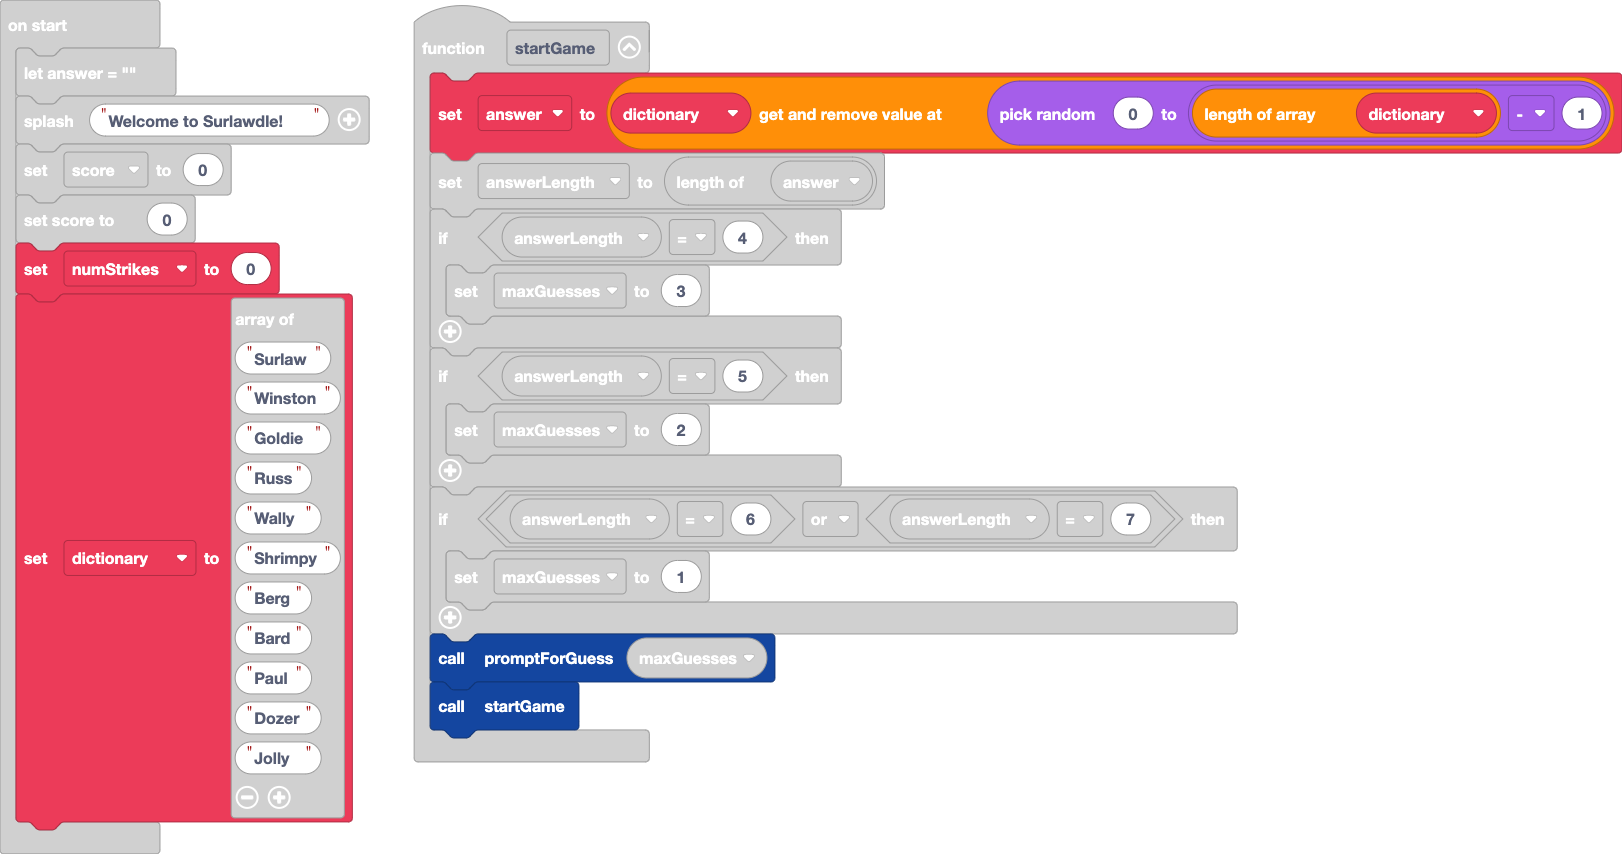 on start
let answer = ""
splash "Welcome to Surlawdle!"
set score to 0
set score to 0
set numStrikes to 0
set dictionary to
array of
"Surlaw"
"Winston"
"Goldie"
"Russ"
"Wally"
"Shrimpy"
"Berg"
"Bard"
"Paul"
"Dozer"
"Jolly"
function startGame
set answer to dictionary get and remove value at pick random 0 to length of array dictionary - 1
set answerLength to length of answer
if answerLength = 4 then
set maxGuesses to 3
if answerLength = 5 then
set maxGuesses to 2
if answerLength = 6 or answerLength = 7 then
set maxGuesses to 1
call promptForGuess maxGuesses
call startGame